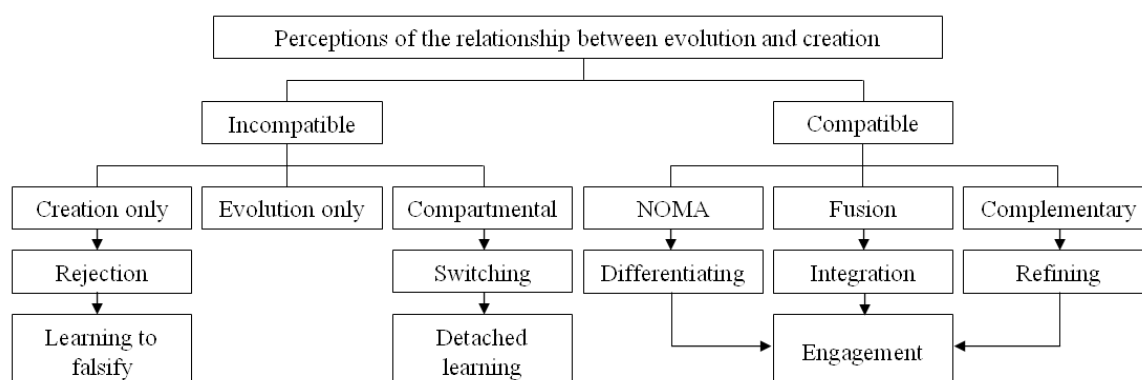 Perceptions of the relationship between evolution and creation
Incompatible
Compatible
Creation only
Evolution only
Compartmental
NOMA
Fusion
Complementary
Rejection
Switching
Differentiating
Integration
Refining
Learning to
falsify
Detached
learning
Engagement